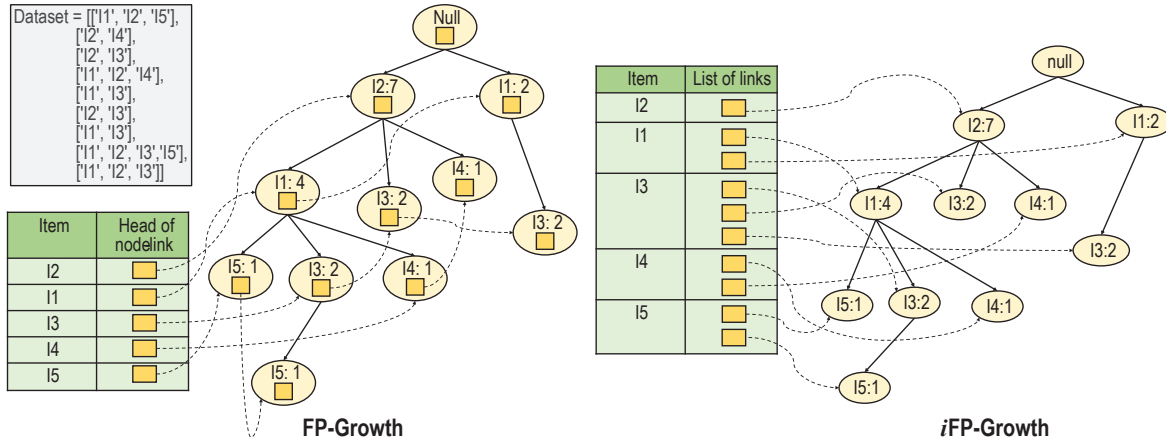 Dataset = [['I1', 'I2', 'I5'],
['I2', 'I4'],
['I2', 'I3'],
['I1', 'I2', 'I4'],
['I1', 'I3'],
['I2', 'I3'],
['I1', 'I3'],
['I1', 'I2', 'I3','I5'],
['I1', 'I2', 'I3']]
Item
Head of
nodelink
I2
I1
I3
I4
I5
Null
I2:7
I1: 2
I1: 4
I3: 2
I4: 1
I3: 2
I5: 1
I3: 2
I4: 1
I5: 1
FP-Growth
Item
List of links
I2
I1
I3
I4
I5
null
I2:7
I1:2
I1:4
I3:2
I4:1
I3:2
I5:1
I3:2
I4:1
I5:1
iFP-Growth